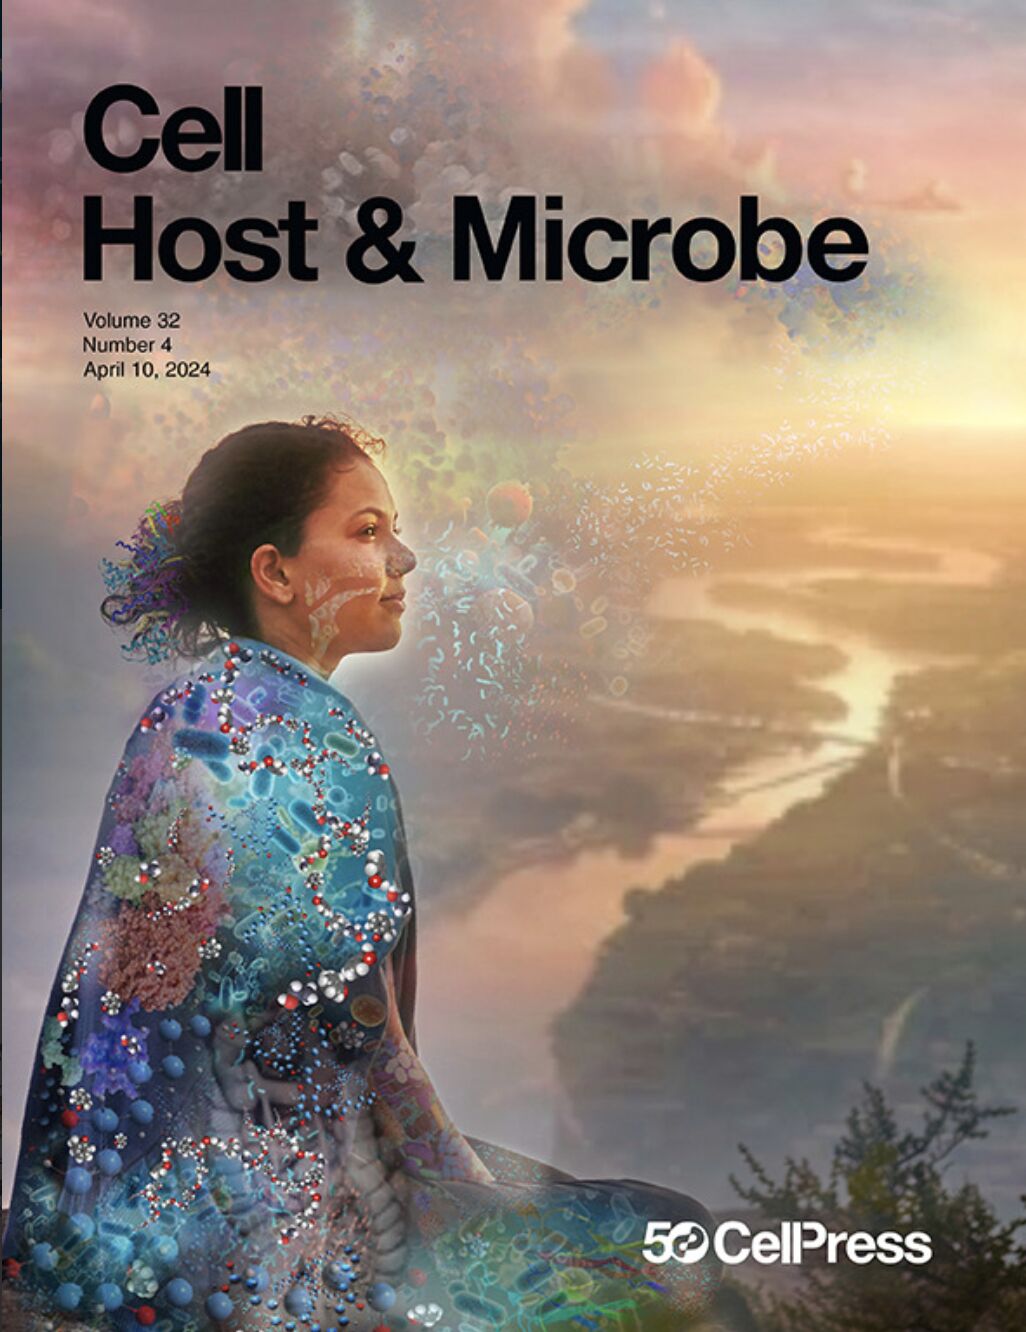 Cell
Host & Microbe
Volume 32
Number 4
April 10, 2024
50 CellPress